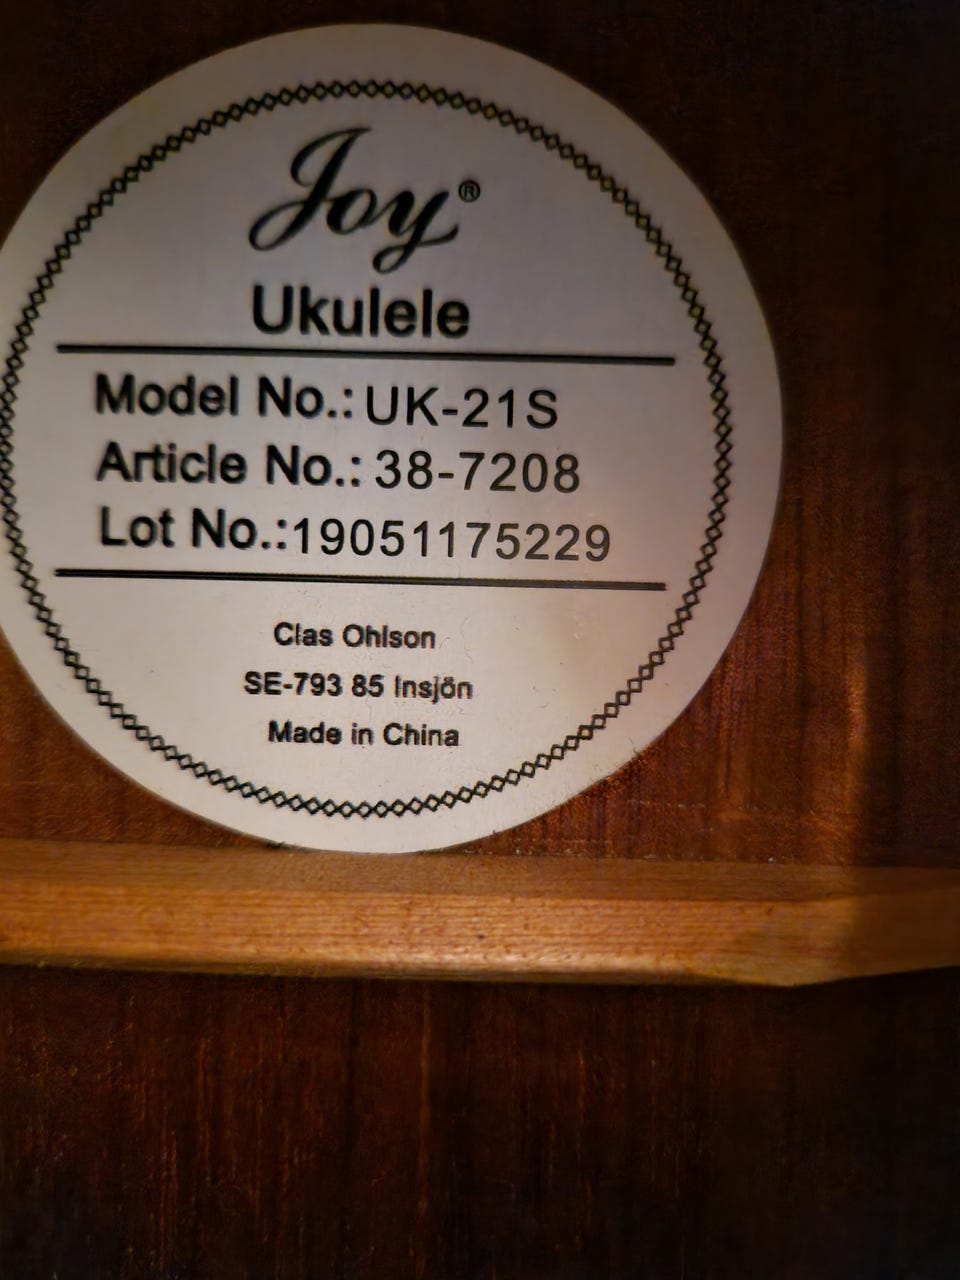 Joy®
Ukulele
Model No.: UK-21S
Article No.: 38-7208
Lot No.:19051175229
Clas Ohlson
SE-793 85 Insjön
Made in China